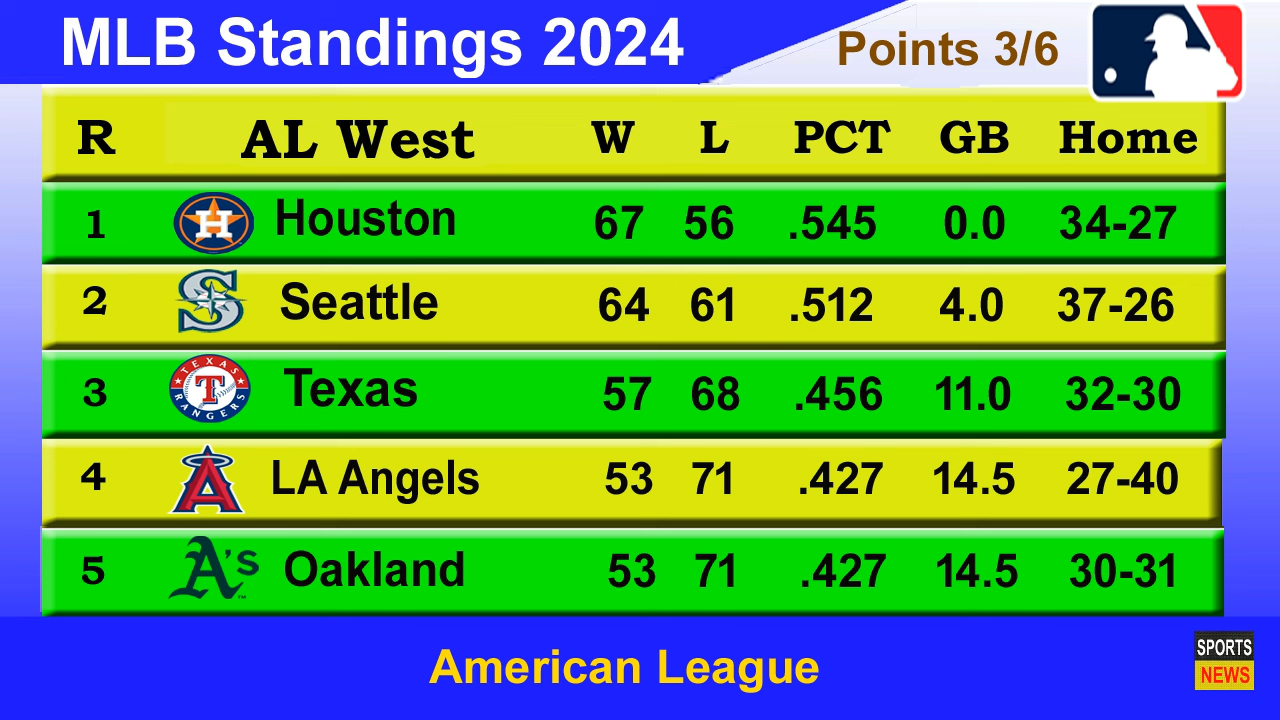 MLB Standings 2024 Points 3/6
R AL West W L PCT GB Home
1 H Houston 67 56 .545 0.0 34-27
2 S Seattle 64 61 .512 4.0 37-26
3 TEXAS T RANGERS Texas 57 68 .456 11.0 32-30
4 A LA Angels 53 71 .427 14.5 27-40
5 A's Oakland 53 71 .427 14.5 30-31
American League
SPORTS
NEWS